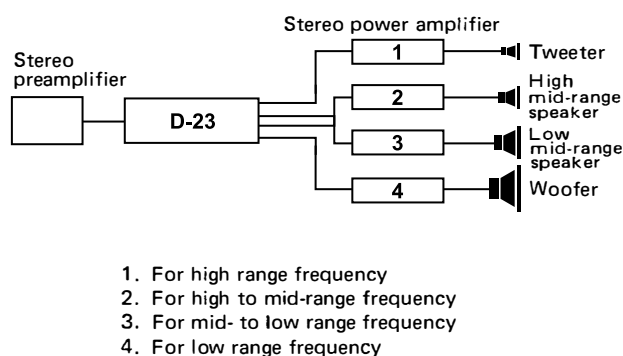 Stereo power amplifier
Stereo
preamplifier
D-23
1
Tweeter
2
High
mid-range
speaker
3
Low
mid-range
speaker
4
Woofer
1. For high range frequency
2. For high to mid-range frequency
3. For mid- to low range frequency
4. For low range frequency